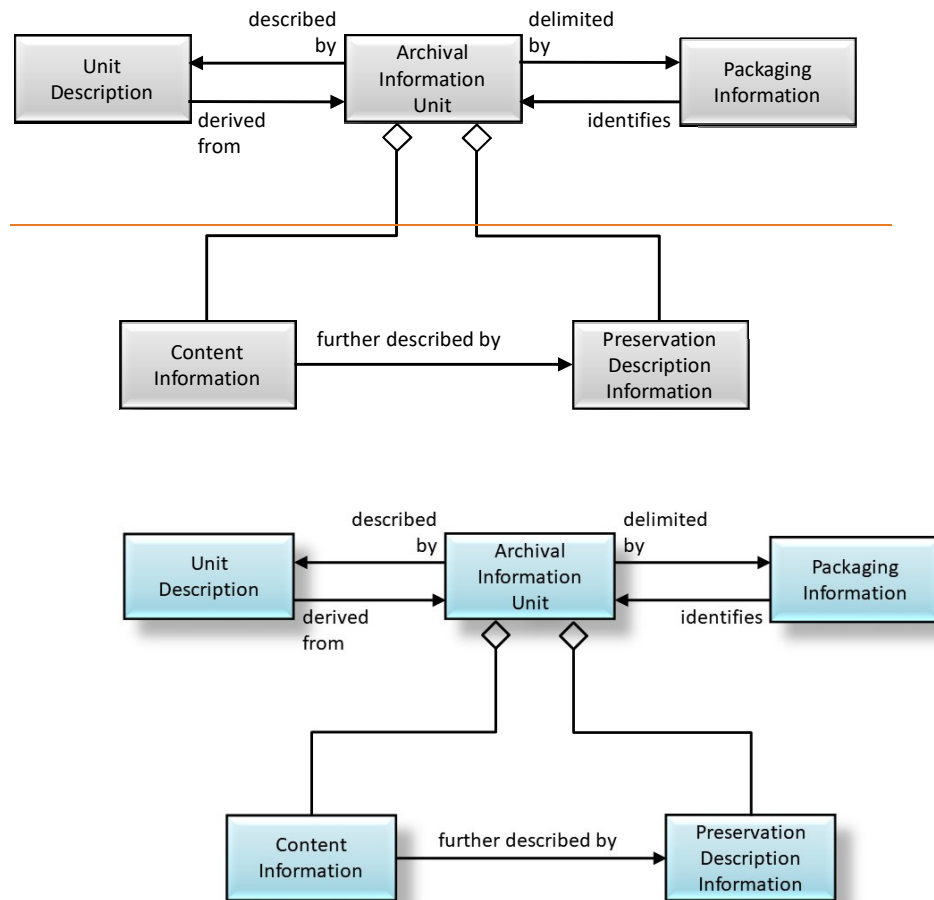 described
by
delimited
by
Unit
Description
Archival
Information
Unit
Packaging
Information
derived
from
identifies
further described by
Content
Information
Preservation
Description
Information
described
by
delimited
by
Unit
Description
Archival
Information
Unit
Packaging
Information
derived
from
identifies
further described by
Content
Information
Preservation
Description
Information